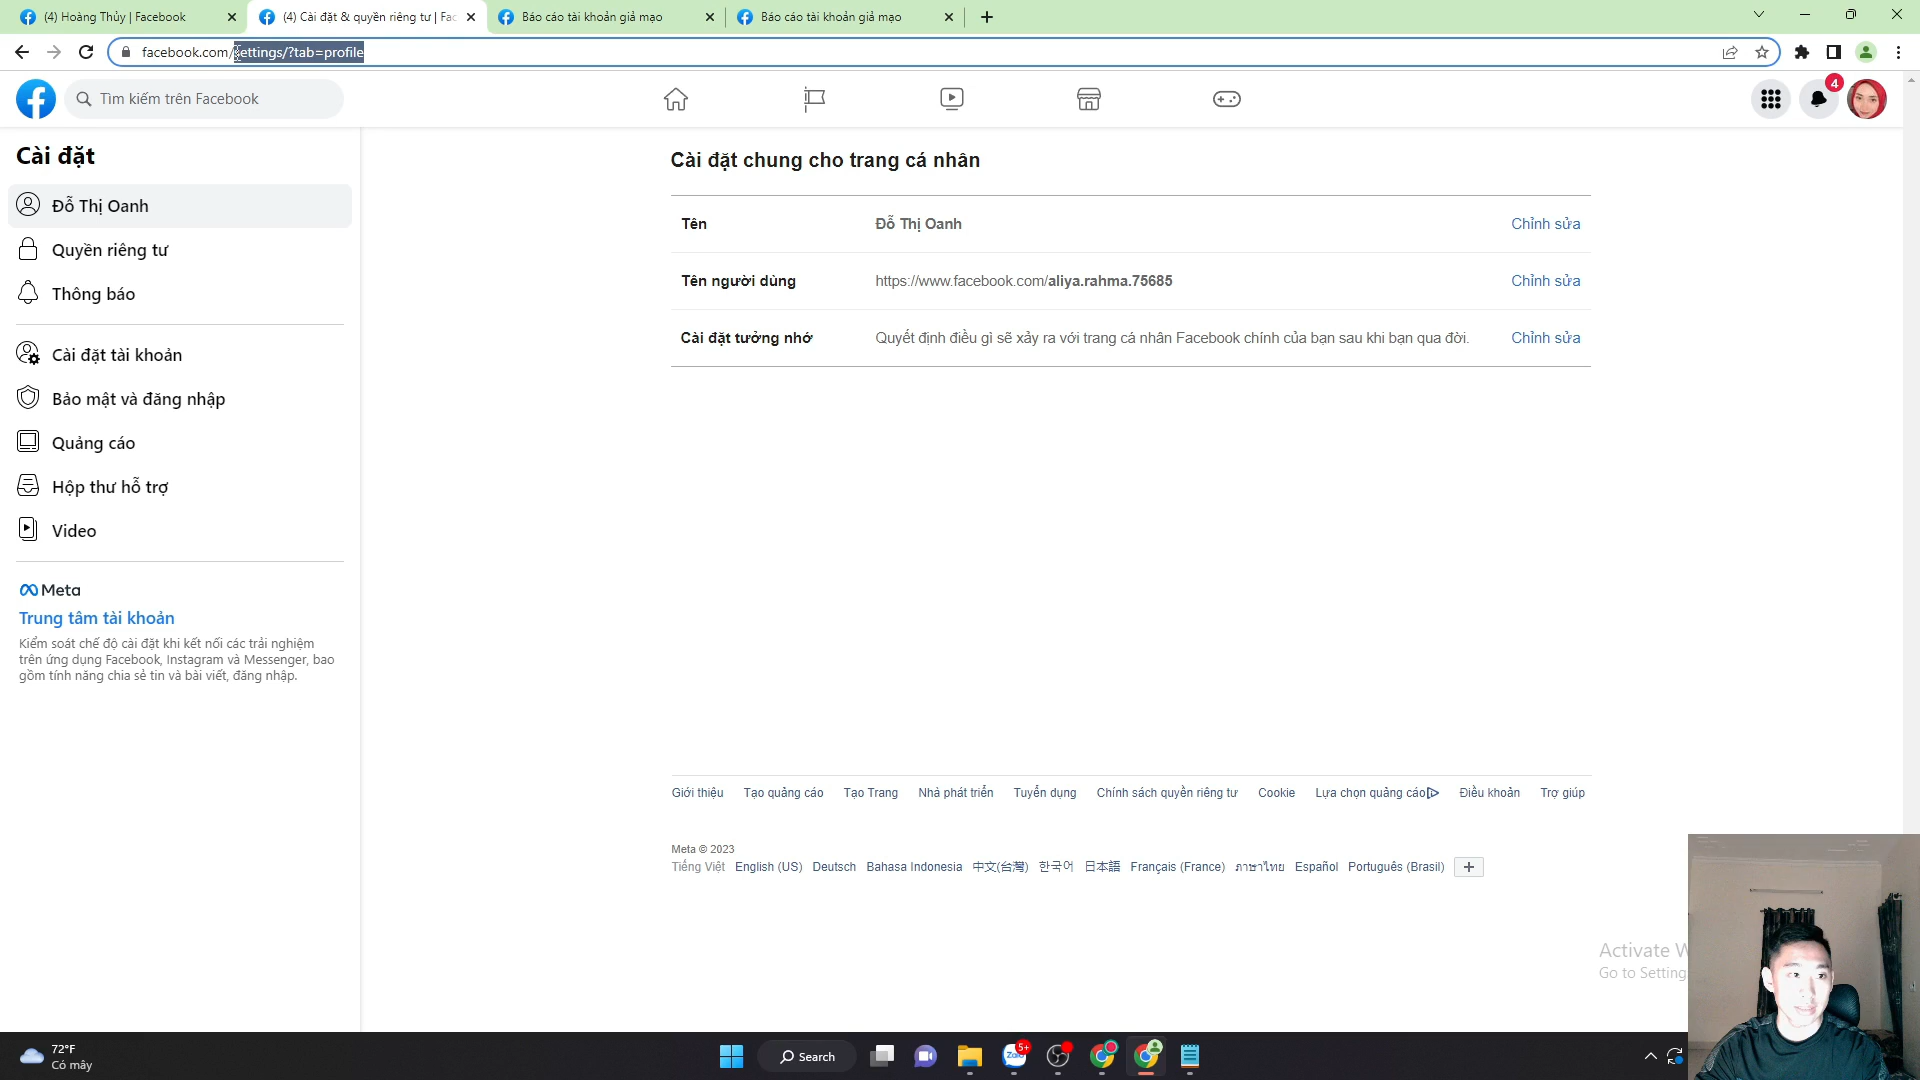 (4) Hoàng Thủy | Facebook
(4) Cài đặt & quyền riêng tư | Fac
Báo cáo tài khoản giả mạo
Báo cáo tài khoản giả mạo
facebook.com/settings/?tab=profile
Tìm kiếm trên Facebook
4
Cài đặt
Đỗ Thị Oanh
Quyền riêng tư
Thông báo
Cài đặt tài khoản
Bảo mật và đăng nhập
Quảng cáo
Hộp thư hỗ trợ
Video
Meta
Trung tâm tài khoản
Kiểm soát chế độ cài đặt khi kết nối các trải nghiệm
trên ứng dụng Facebook, Instagram và Messenger, bao
gồm tính năng chia sẻ tin và bài viết, đăng nhập.
Cài đặt chung cho trang cá nhân
Tên Đỗ Thị Oanh Chỉnh sửa
Tên người dùng https://www.facebook.com/aliya.rahma.75685 Chỉnh sửa
Cài đặt tưởng nhớ Quyết định điều gì sẽ xảy ra với trang cá nhân Facebook chính của bạn sau khi bạn qua đời. Chỉnh sửa
Giới thiệu Tạo quảng cáo Tạo Trang Nhà phát triển Tuyển dụng Chính sách quyền riêng tư Cookie Lựa chọn quảng cáo Điều khoản Trợ giúp
Meta © 2023
Tiếng Việt English (US) Deutsch Bahasa Indonesia 中文(台灣) 한국어 日本語 Français (France) ภาษาไทย Español Português (Brasil)
Activate W
Go to Setting
72°F
Có mây
Search
Zalo
5+